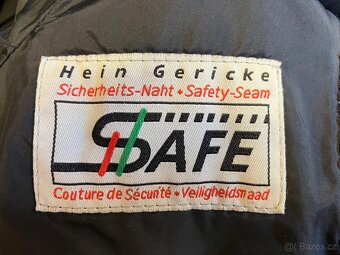 Hein Gericke
Sicherheits-Naht • Safety-Seam
SAFE
Couture de Sécurité • Veiligheidsnaad
Bazos.cz